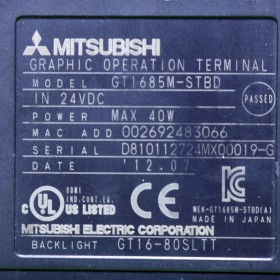 MITSUBISHI
GRAPHIC OPERATION TERMINAL
MODEL GT1685M-STBD
IN 24VDC PASSED
POWER MAX 40W
MAC ADD 002692483066
SERIAL D810112724MX00019-G
DATE '12.07
UL US LISTED
IND.CONT.EQ.
CE
MEK-GT1685M-STBD(A)
MADE IN JAPAN
MITSUBISHI ELECTRIC CORPORATION
BACKLIGHT GT16-80SLTT